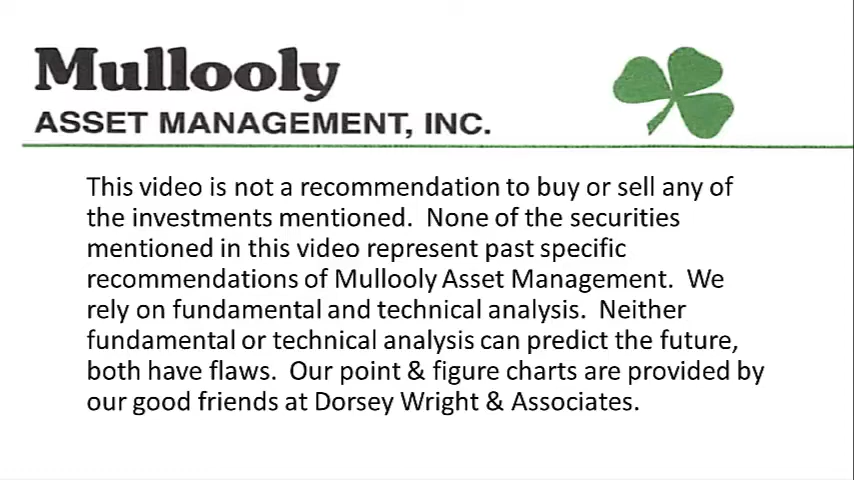 Mullooly
ASSET MANAGEMENT, INC.
This video is not a recommendation to buy or sell any of
the investments mentioned.  None of the securities
mentioned in this video represent past specific
recommendations of Mullooly Asset Management.  We
rely on fundamental and technical analysis.  Neither
fundamental or technical analysis can predict the future,
both have flaws.  Our point & figure charts are provided by
our good friends at Dorsey Wright & Associates.